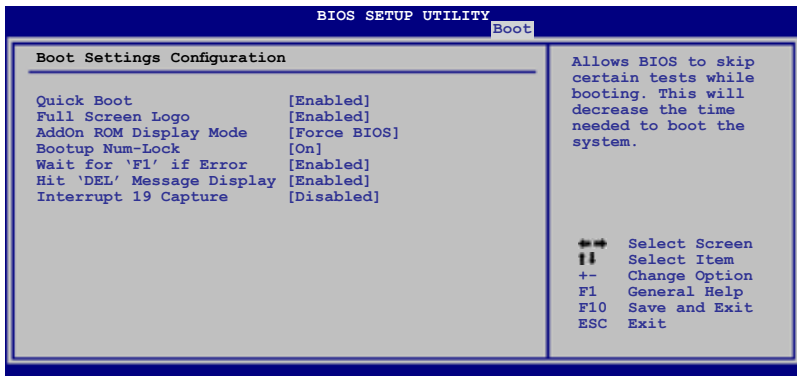 BIOS SETUP UTILITY
Boot
Boot Settings Configuration
Quick Boot [Enabled]
Full Screen Logo [Enabled]
AddOn ROM Display Mode [Force BIOS]
Bootup Num-Lock [On]
Wait for ‘F1’ if Error [Enabled]
Hit ‘DEL’ Message Display [Enabled]
Interrupt 19 Capture [Disabled]
Allows BIOS to skip
certain tests while
booting. This will
decrease the time
needed to boot the
system.
Select Screen
Select Item
+- Change Option
F1 General Help
F10 Save and Exit
ESC Exit